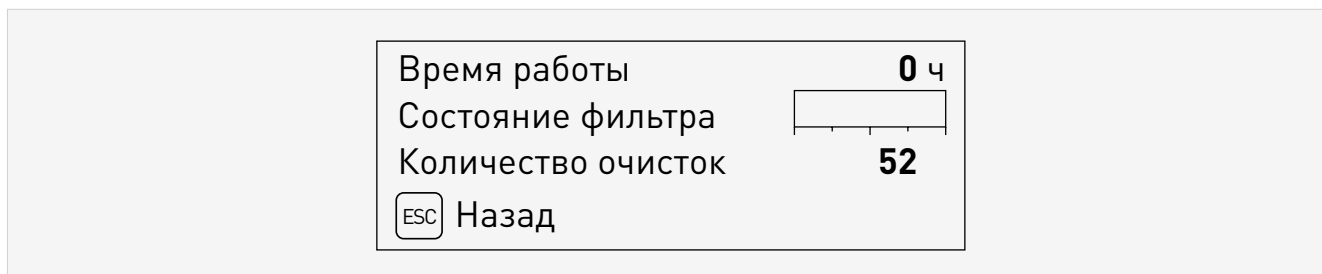 Время работы 0 ч
Состояние фильтра
Количество очисток 52
ESC Назад